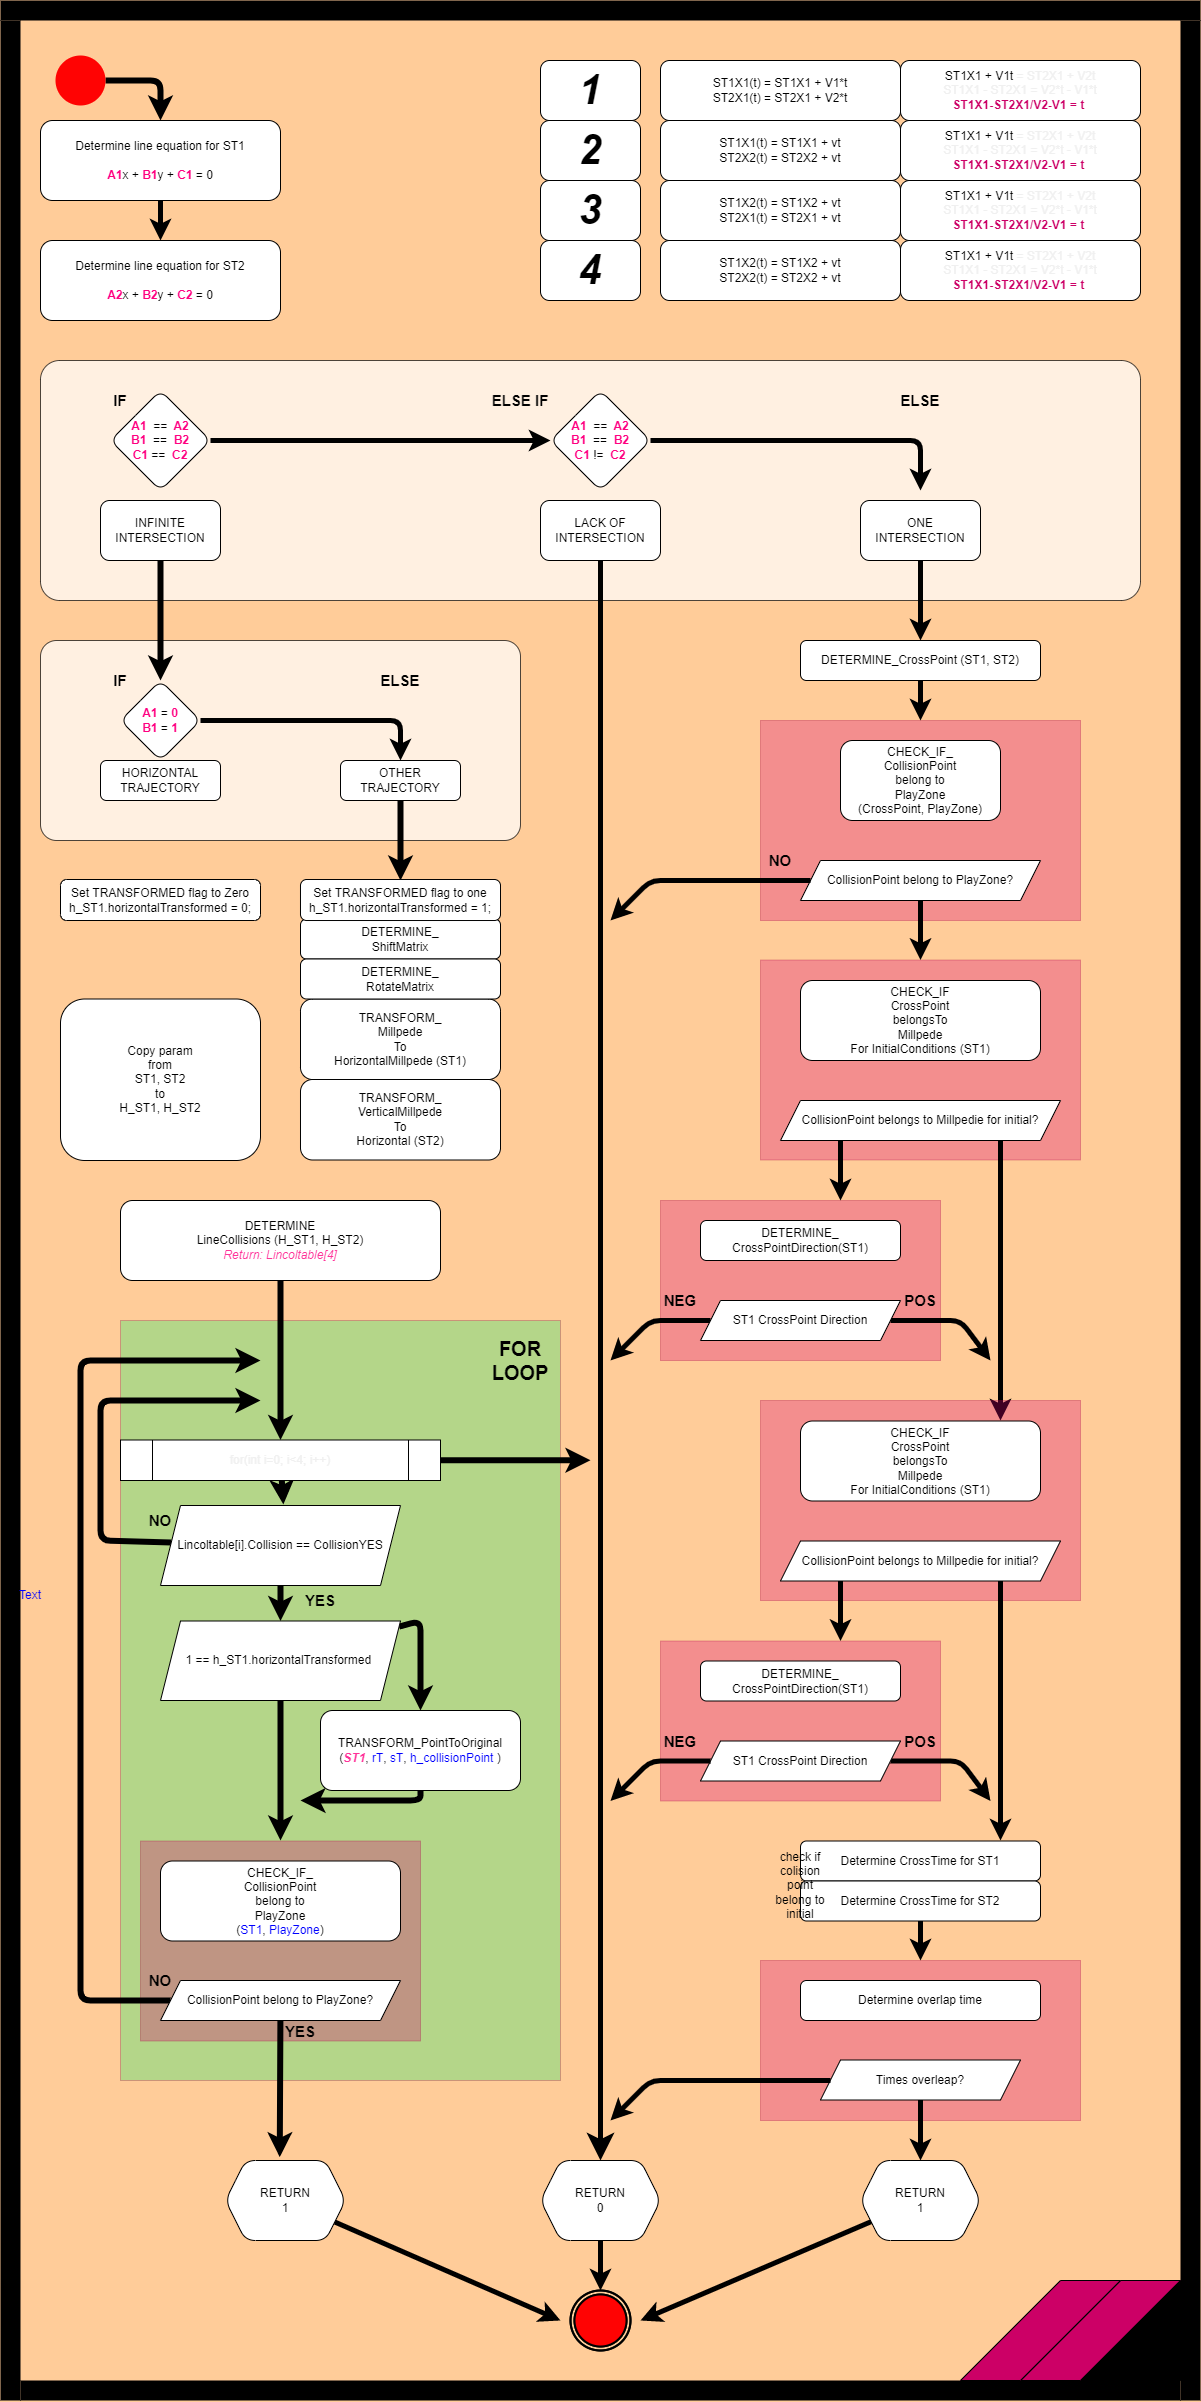 Determine line equation for ST1
A1x + B1y + C1 = 0
Determine line equation for ST2
A2x + B2y + C2 = 0
1
ST1X1(t) = ST1X1 + V1*t
ST2X1(t) = ST2X1 + V2*t
ST1X1 + V1t = ST2X1 + V2t
ST1X1 - ST2X1 = V2*t - V1*t
ST1X1-ST2X1/V2-V1 = t
2
ST1X1(t) = ST1X1 + vt
ST2X2(t) = ST2X2 + vt
ST1X1 + V1t = ST2X1 + V2t
ST1X1 - ST2X1 = V2*t - V1*t
ST1X1-ST2X1/V2-V1 = t
3
ST1X2(t) = ST1X2 + vt
ST2X1(t) = ST2X1 + vt
ST1X1 + V1t = ST2X1 + V2t
ST1X1 - ST2X1 = V2*t - V1*t
ST1X1-ST2X1/V2-V1 = t
4
ST1X2(t) = ST1X2 + vt
ST2X2(t) = ST2X2 + vt
ST1X1 + V1t = ST2X1 + V2t
ST1X1 - ST2X1 = V2*t - V1*t
ST1X1-ST2X1/V2-V1 = t
IF
A1 == A2
B1 == B2
C1 == C2
ELSE IF
A1 == A2
B1 == B2
C1 != C2
ELSE
INFINITE
INTERSECTION
LACK OF
INTERSECTION
ONE
INTERSECTION
IF
A1 = 0
B1 = 1
ELSE
HORIZONTAL
TRAJECTORY
OTHER
TRAJECTORY
Set TRANSFORMED flag to Zero
h_ST1.horizontalTransformed = 0;
Set TRANSFORMED flag to one
h_ST1.horizontalTransformed = 1;
DETERMINE_
ShiftMatrix
DETERMINE_
RotateMatrix
TRANSFORM_
Millpede
To
HorizontalMillpede (ST1)
TRANSFORM_
VerticalMillpede
To
Horizontal (ST2)
Copy param
from
ST1, ST2
to
H_ST1, H_ST2
DETERMINE
LineCollisions (H_ST1, H_ST2)
Return: Lincoltable[4]
FOR
LOOP
for(int i=0; i<4; i++)
NO
Lincoltable[i].Collision == CollisionYES
YES
Text
1 == h_ST1.horizontalTransformed
TRANSFORM_PointToOriginal
(ST1, rT, sT, h_collisionPoint )
CHECK_IF_
CollisionPoint
belong to
PlayZone
(ST1, PlayZone)
NO
CollisionPoint belong to PlayZone?
YES
RETURN
1
DETERMINE_CrossPoint (ST1, ST2)
CHECK_IF_
CollisionPoint
belong to
PlayZone
(CrossPoint, PlayZone)
NO
CollisionPoint belong to PlayZone?
CHECK_IF
CrossPoint
belongsTo
Millpede
For InitialConditions (ST1)
CollisionPoint belongs to Millpedie for initial?
DETERMINE_
CrossPointDirection(ST1)
NEG
ST1 CrossPoint Direction
POS
CHECK_IF
CrossPoint
belongsTo
Millpede
For InitialConditions (ST1)
CollisionPoint belongs to Millpedie for initial?
DETERMINE_
CrossPointDirection(ST1)
NEG
ST1 CrossPoint Direction
POS
check if
colision
point
belong to
initial
Determine CrossTime for ST1
Determine CrossTime for ST2
Determine overlap time
Times overleap?
RETURN
0
RETURN
1